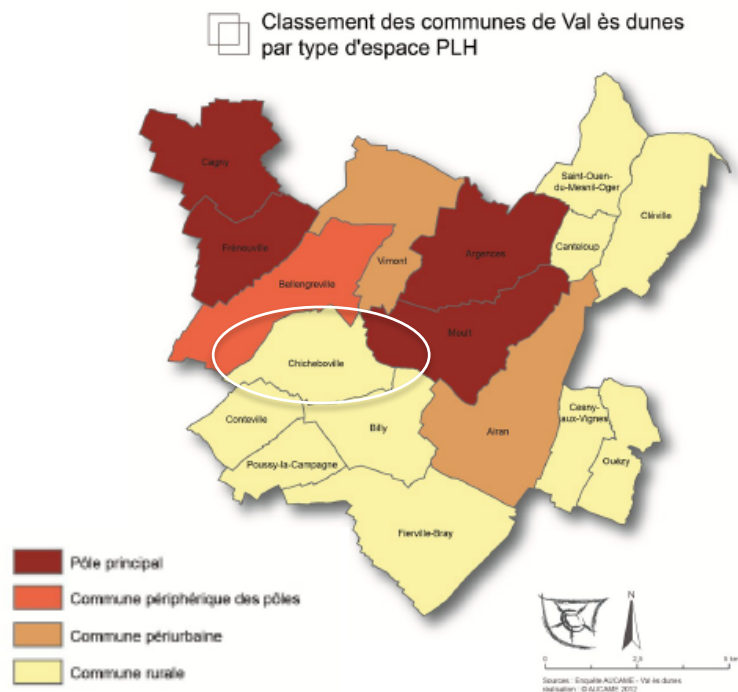 Classement des communes de Val ès dunes
par type d'espace PLH
Cagny
Saint-Ouen-
du-Mesnil-Oger
Cléville
Frénouville
Argences
Canteloup
Vimont
Bellengreville
Moult
Chicheboville
Cesny-
aux-Vignes
Conteville
Billy
Airan
Ouézy
Poussy-la-Campagne
Fierville-Bray
Pôle principal
Commune périphérique des pôles
Commune périurbaine
Commune rurale
N
0 2,5 5 km
Sources : Enquête AUCAME - Val ès dunes
réalisation : © AUCAME 2012